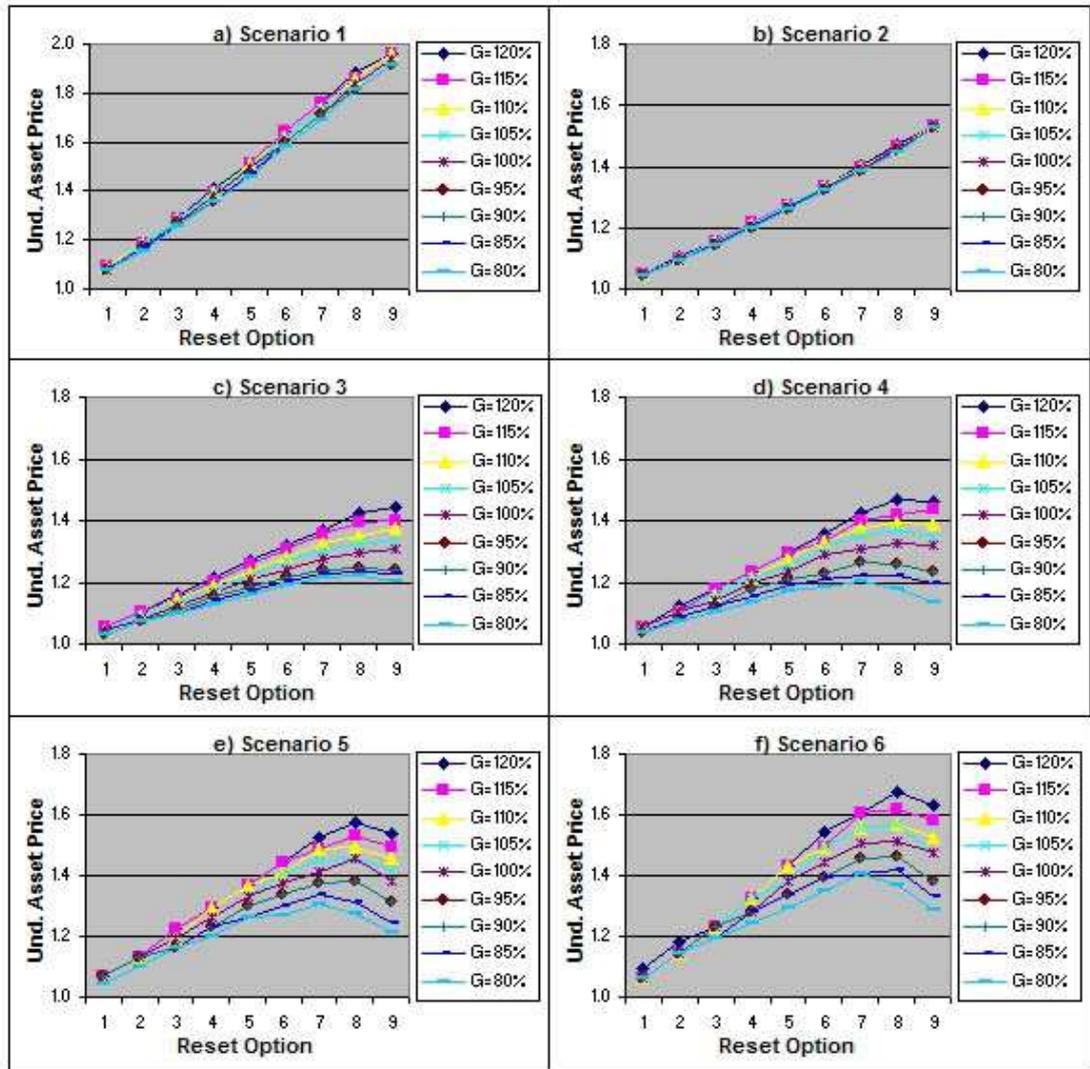 a) Scenario 1
Und. Asset Price
2.0
1.8
1.6
1.4
1.2
1.0
1 2 3 4 5 6 7 8 9
Reset Option
G=120%
G=115%
G=110%
G=105%
G=100%
G=95%
G=90%
G=85%
G=80%
b) Scenario 2
Und. Asset Price
1.8
1.6
1.4
1.2
1.0
1 2 3 4 5 6 7 8 9
Reset Option
G=120%
G=115%
G=110%
G=105%
G=100%
G=95%
G=90%
G=85%
G=80%
c) Scenario 3
Und. Asset Price
1.8
1.6
1.4
1.2
1.0
1 2 3 4 5 6 7 8 9
Reset Option
G=120%
G=115%
G=110%
G=105%
G=100%
G=95%
G=90%
G=85%
G=80%
d) Scenario 4
Und. Asset Price
1.8
1.6
1.4
1.2
1.0
1 2 3 4 5 6 7 8 9
Reset Option
G=120%
G=115%
G=110%
G=105%
G=100%
G=95%
G=90%
G=85%
G=80%
e) Scenario 5
Und. Asset Price
1.8
1.6
1.4
1.2
1.0
1 2 3 4 5 6 7 8 9
Reset Option
G=120%
G=115%
G=110%
G=105%
G=100%
G=95%
G=90%
G=85%
G=80%
f) Scenario 6
Und. Asset Price
1.8
1.6
1.4
1.2
1.0
1 2 3 4 5 6 7 8 9
Reset Option
G=120%
G=115%
G=110%
G=105%
G=100%
G=95%
G=90%
G=85%
G=80%